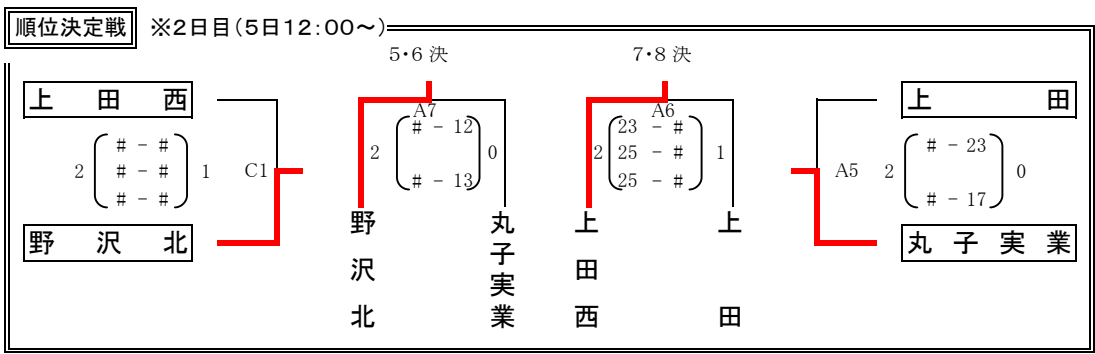 順位決定戦 ※2日目(5日12:00～)
5・6 決 7・8 決
上田西 上田
A7 A6
# - # # - 12 23 - # # - 23
2 # - # 1 C1 2 0 2 25 - # 1 A5 2 0
# - # # - 13 25 - # # - 17
野沢北 丸子実業
野沢北
丸子実業
上田西
上田